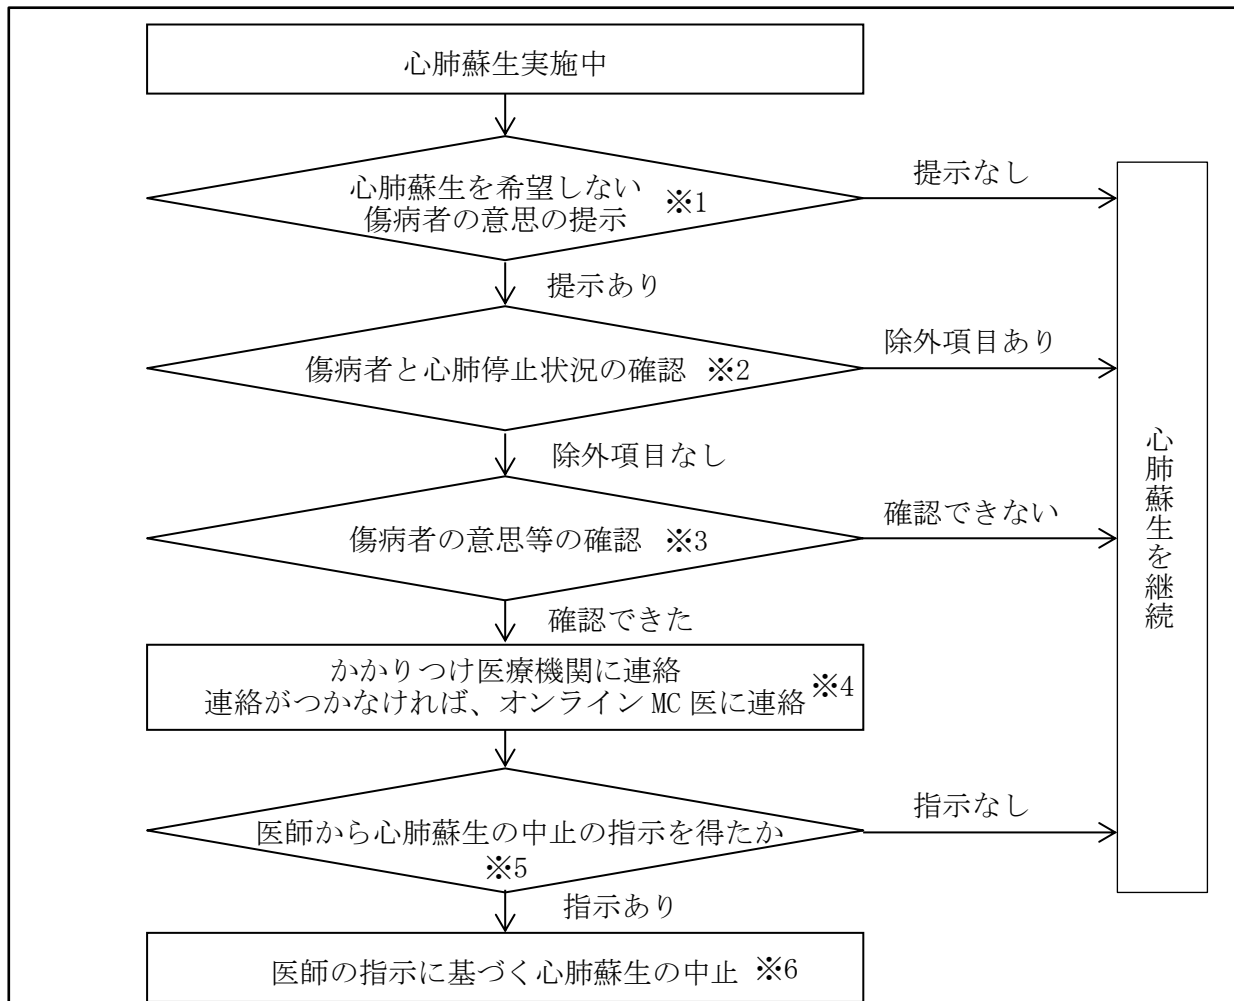 心肺蘇生実施中
心肺蘇生を希望しない
傷病者の意思の提示 ※1
提示なし
提示あり
傷病者と心肺停止状況の確認 ※2
除外項目あり
除外項目なし
傷病者の意思等の確認 ※3
確認できない
確認できた
かかりつけ医療機関に連絡
連絡がつかなければ、オンライン MC 医に連絡 ※4
医師から心肺蘇生の中止の指示を得たか
※5
指示なし
指示あり
医師の指示に基づく心肺蘇生の中止 ※6
心肺蘇生を継続